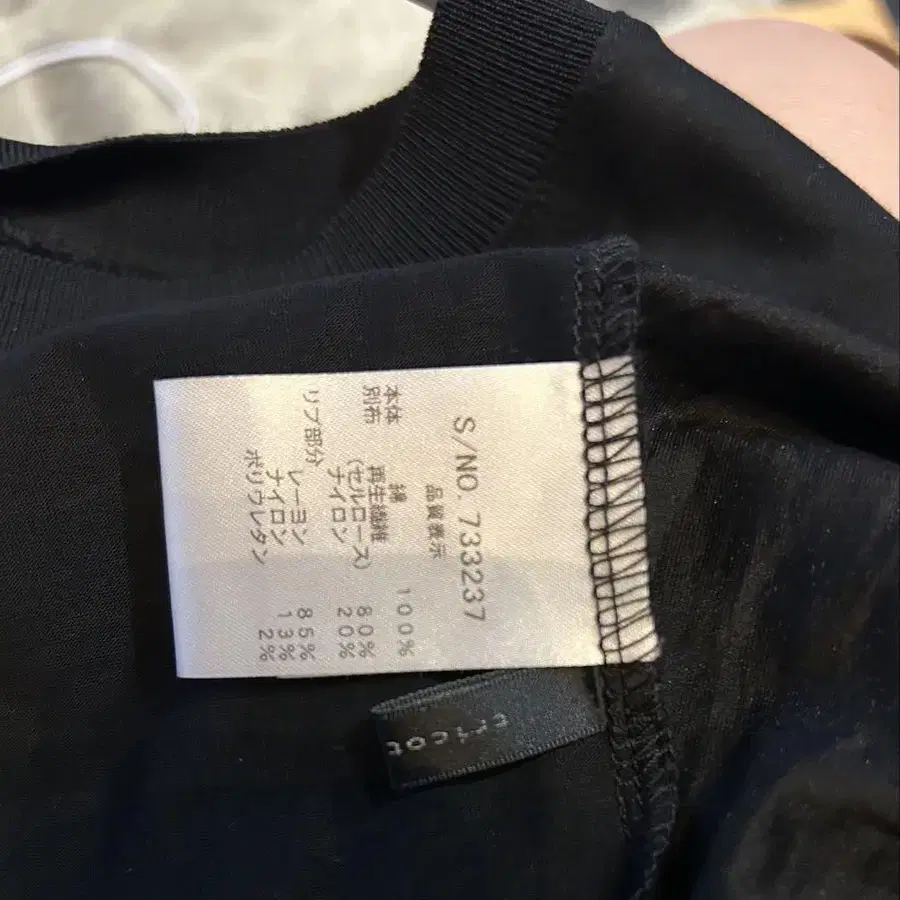 S/NO. 733237
品質表示
本体 綿 100%
別布 再生繊維 80%
(セルロース)
ナイロン 20%
リブ部分 レーヨン 85%
ナイロン 13%
ポリウレタン 2%
tricot